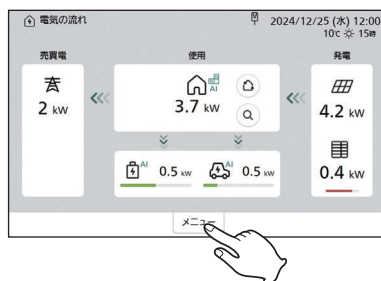 電気の流れ
M 2024/12/25 (水) 12:00
10℃ 15時
売買電
使用
発電
2 kW
AI
3.7 kW
4.2 kW
AI 0.5 kW
AI 0.5 kW
0.4 kW
メニュー